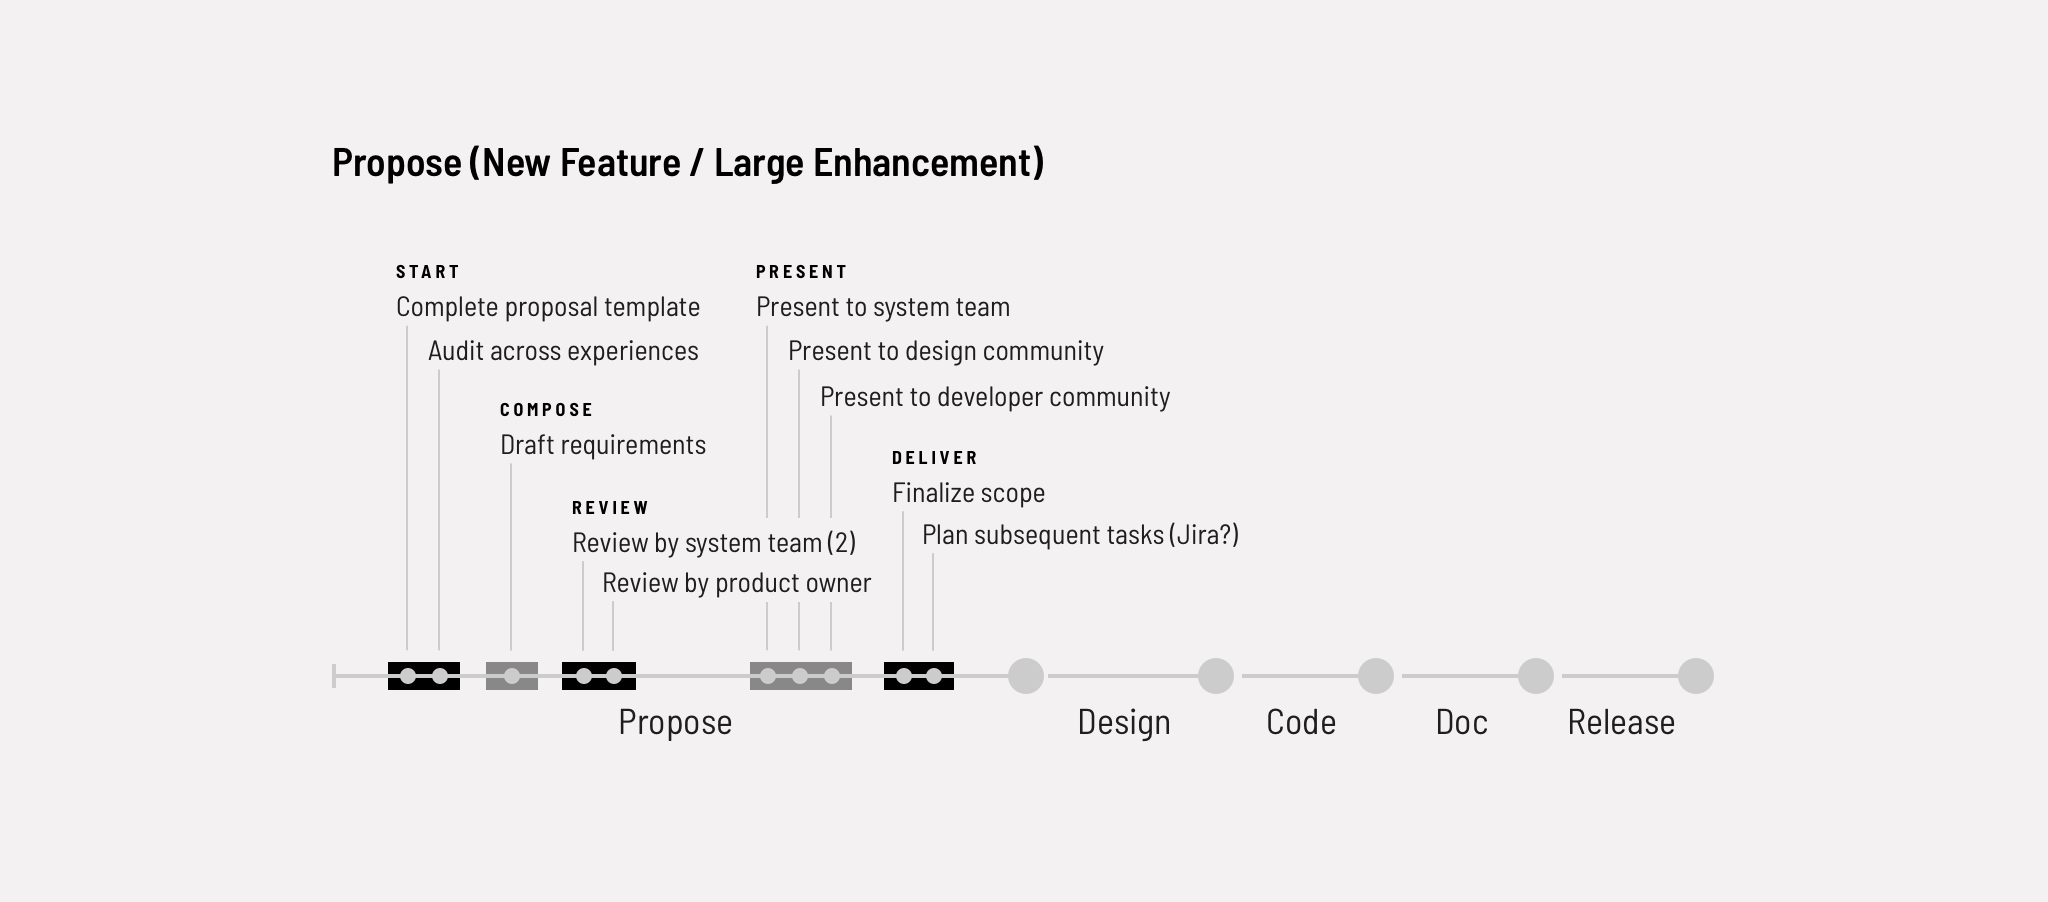 Propose (New Feature / Large Enhancement)
START
Complete proposal template
Audit across experiences
COMPOSE
Draft requirements
REVIEW
Review by system team (2)
Review by product owner
PRESENT
Present to system team
Present to design community
Present to developer community
DELIVER
Finalize scope
Plan subsequent tasks (Jira?)
Propose
Design
Code
Doc
Release